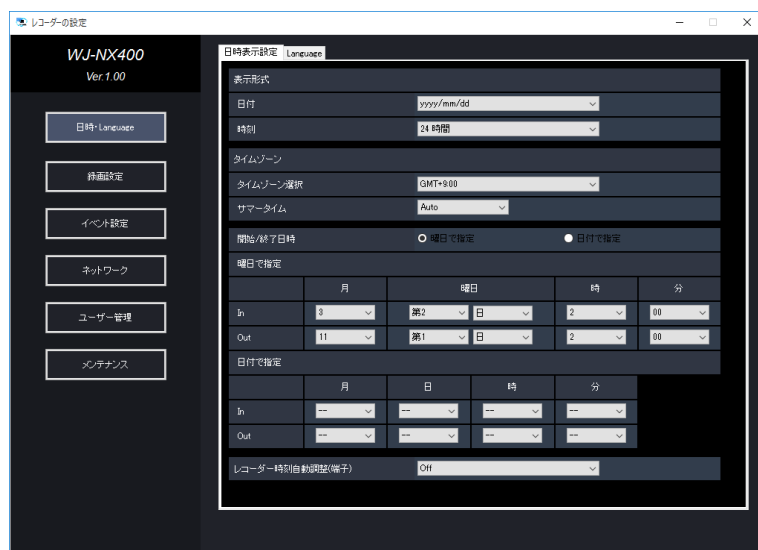 レコーダーの設定
WJ-NX400
Ver.1.00
日時・Language
録画設定
イベント設定
ネットワーク
ユーザー管理
メンテナンス
日時表示設定 Language
表示形式
日付 yyyy/mm/dd
時刻 24 時間
タイムゾーン
タイムゾーン選択 GMT+9:00
サマータイム Auto
開始/終了日時 曜日で指定 日付で指定
曜日で指定
月 曜日 時 分
In 3 第2 日 2 00
Out 11 第1 日 2 00
日付で指定
月 日 時 分
In -- -- -- --
Out -- -- -- --
レコーダー時刻自動調整(端子) Off